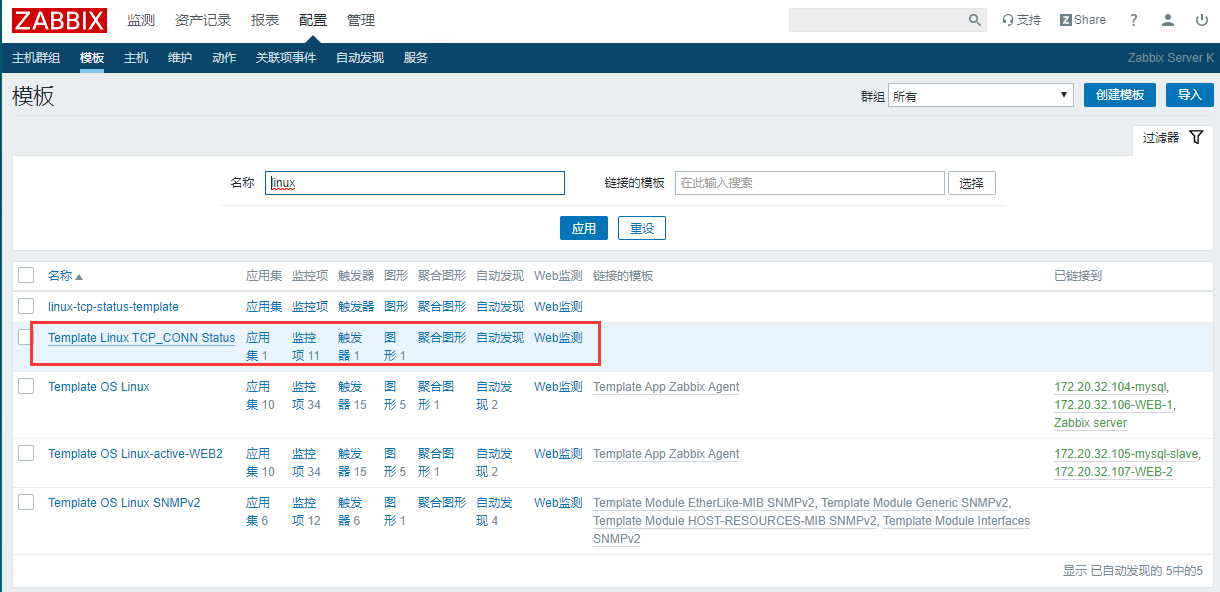 ZABBIX 监测 资产记录 报表 配置 管理 支持 Z Share ?
主机群组 模板 主机 维护 动作 关联项事件 自动发现 服务 Zabbix Server K
模板 群组 所有 创建模板 导入
过滤器
名称 linux 链接的模板 在此输入搜索 选择
应用 重设
名称 应用集 监控项 触发器 图形 聚合图形 自动发现 Web监测 链接的模板 已链接到
linux-tcp-status-template 应用集 监控项 触发器 图形 聚合图形 自动发现 Web监测
Template Linux TCP_CONN Status 应用 监控 触发 图 聚合图形 自动发现 Web监测
集 1 项 11 器 1 形 1
Template OS Linux 应用 监控 触发 图 聚合图 自动发 Web监测 Template App Zabbix Agent 172.20.32.104-mysql,
集 10 项 34 器 15 形 5 形 1 现 2 172.20.32.106-WEB-1,
Zabbix server
Template OS Linux-active-WEB2 应用 监控 触发 图 聚合图 自动发 Web监测 Template App Zabbix Agent 172.20.32.105-mysql-slave,
集 10 项 34 器 15 形 5 形 1 现 2 172.20.32.107-WEB-2
Template OS Linux SNMPv2 应用 监控 触发 图 聚合图形 自动发 Web监测 Template Module EtherLike-MIB SNMPv2, Template Module Generic SNMPv2,
集 6 项 12 器 6 形 1 现 4 Template Module HOST-RESOURCES-MIB SNMPv2, Template Module Interfaces
SNMPv2
显示 已自动发现的 5中的5